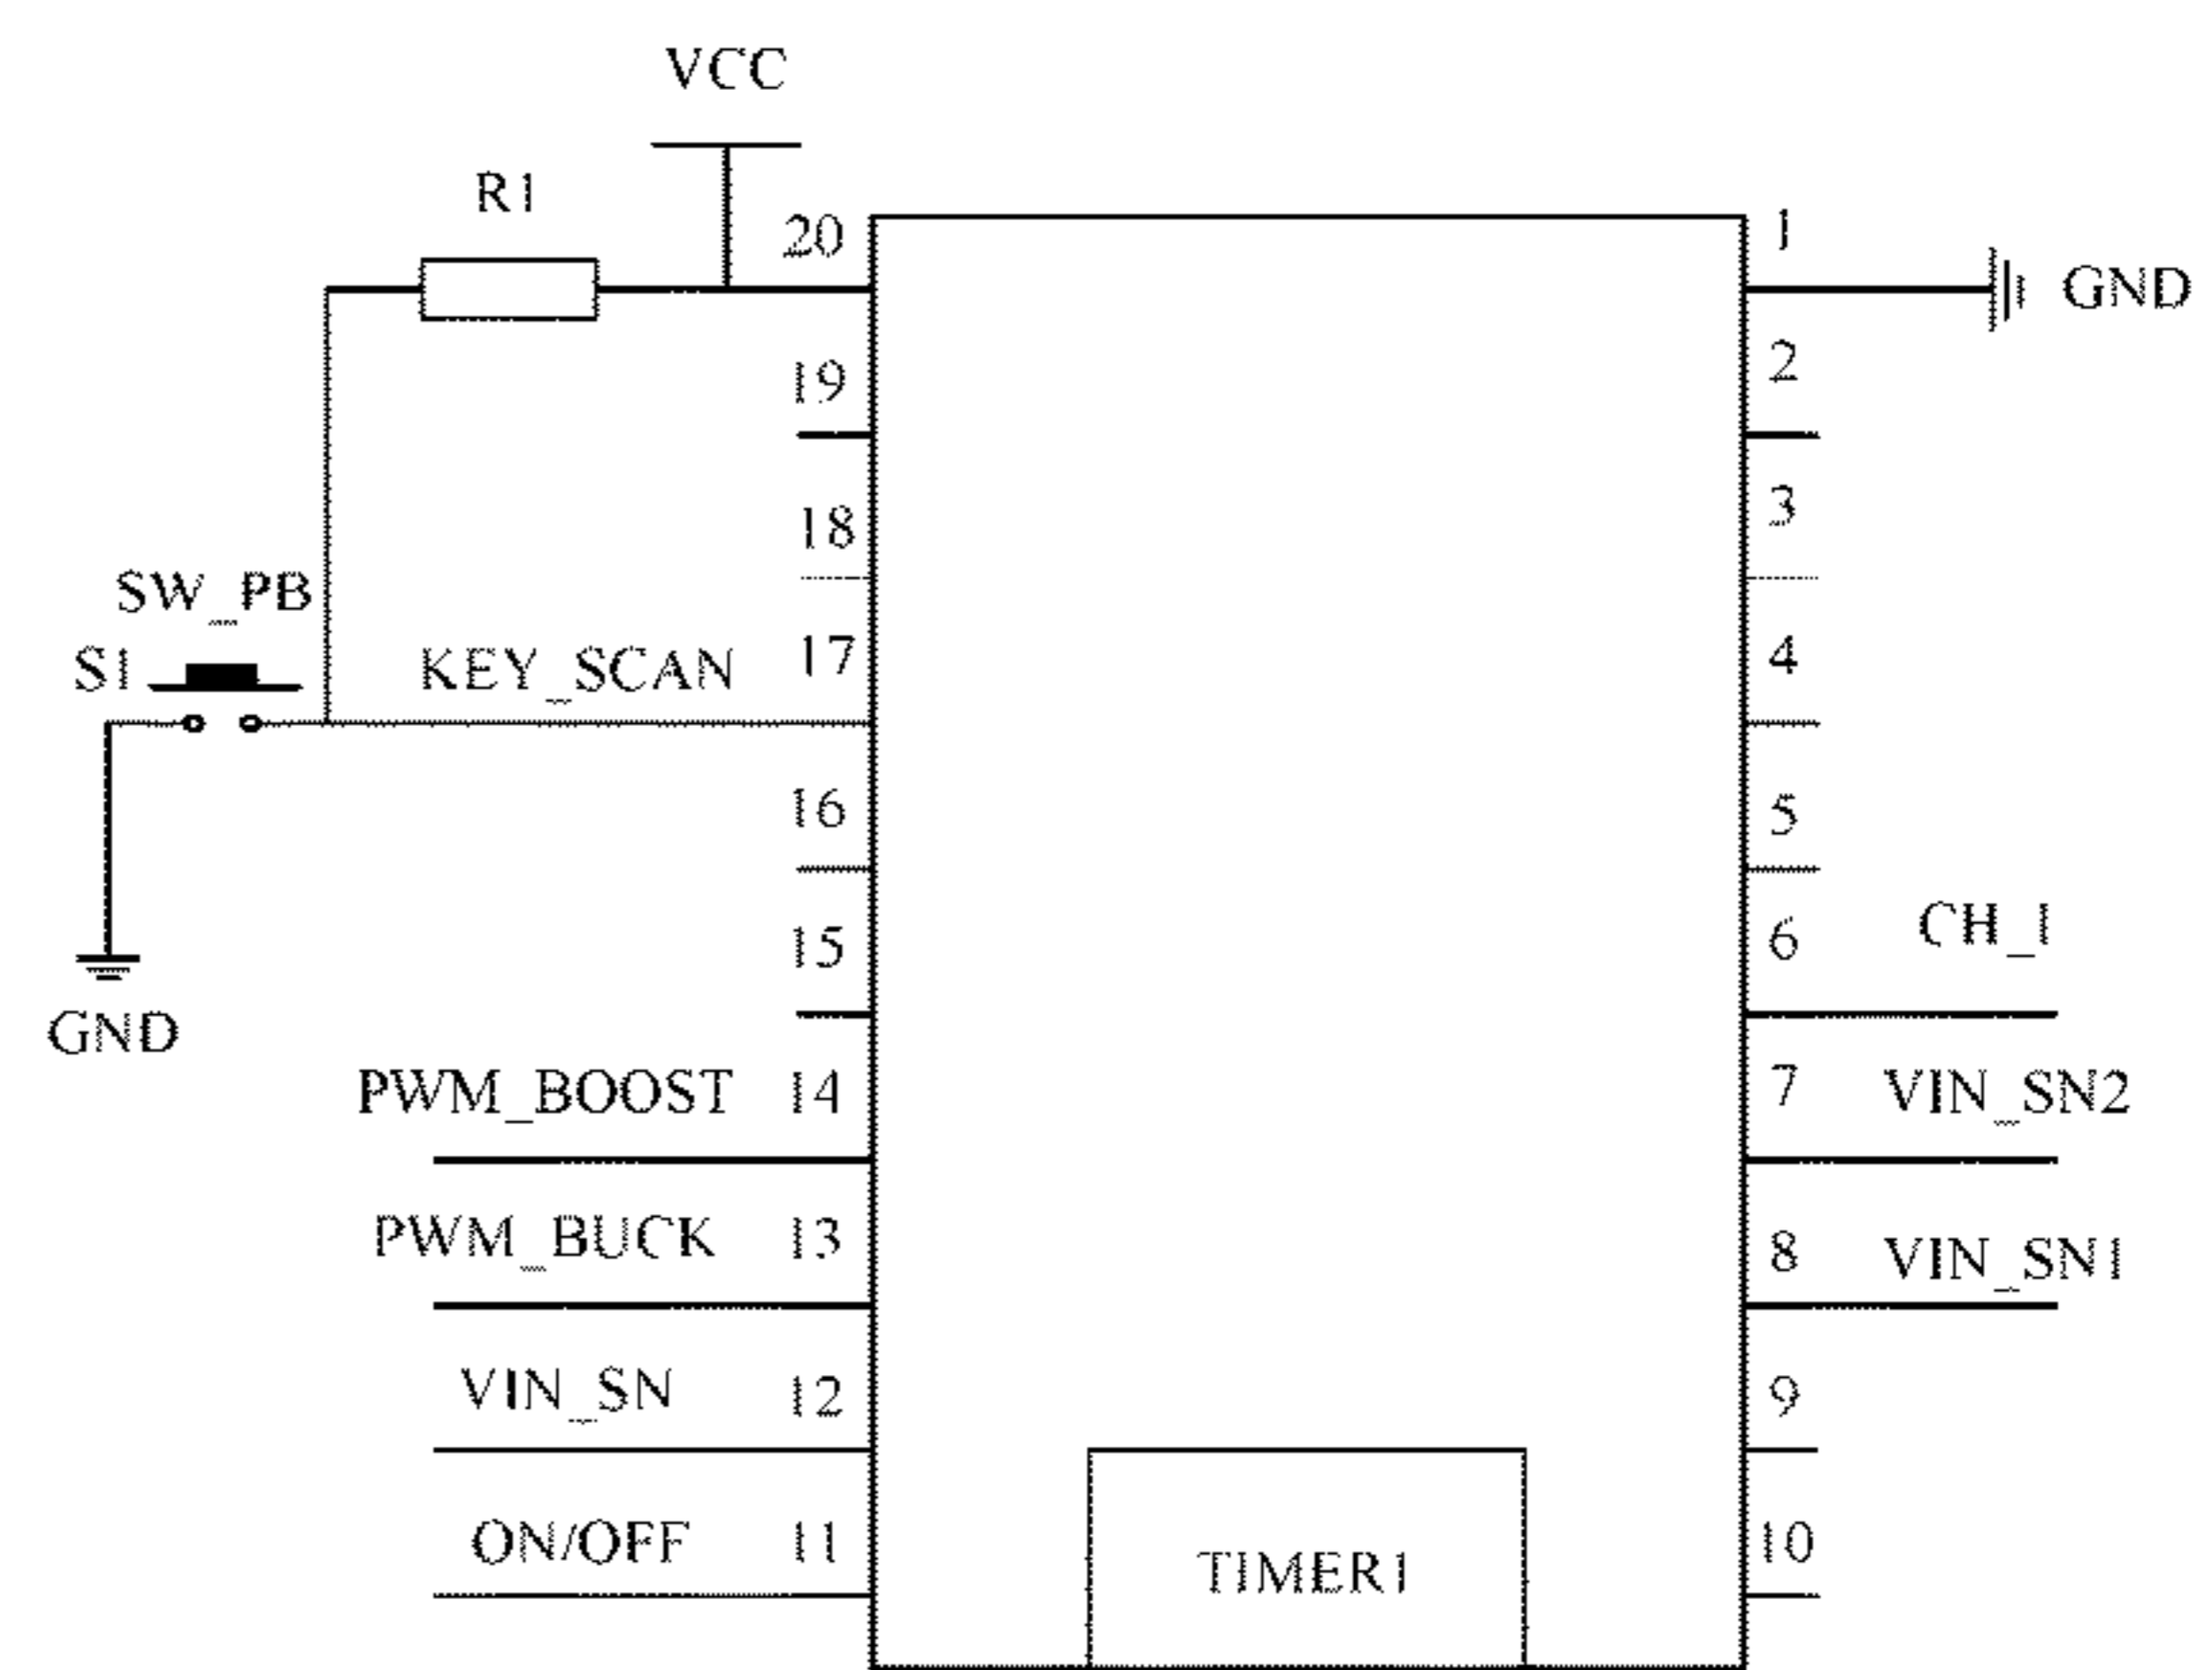 VCC
R1
20
1
GND
19
2
18
3
SW_PB
S1
KEY_SCAN
17
4
16
5
15
6
CH_I
GND
PWM_BOOST
14
7
VIN_SN2
PWM_BUCK
13
8
VIN_SN1
VIN_SN
12
9
ON/OFF
11
10
TIMER1